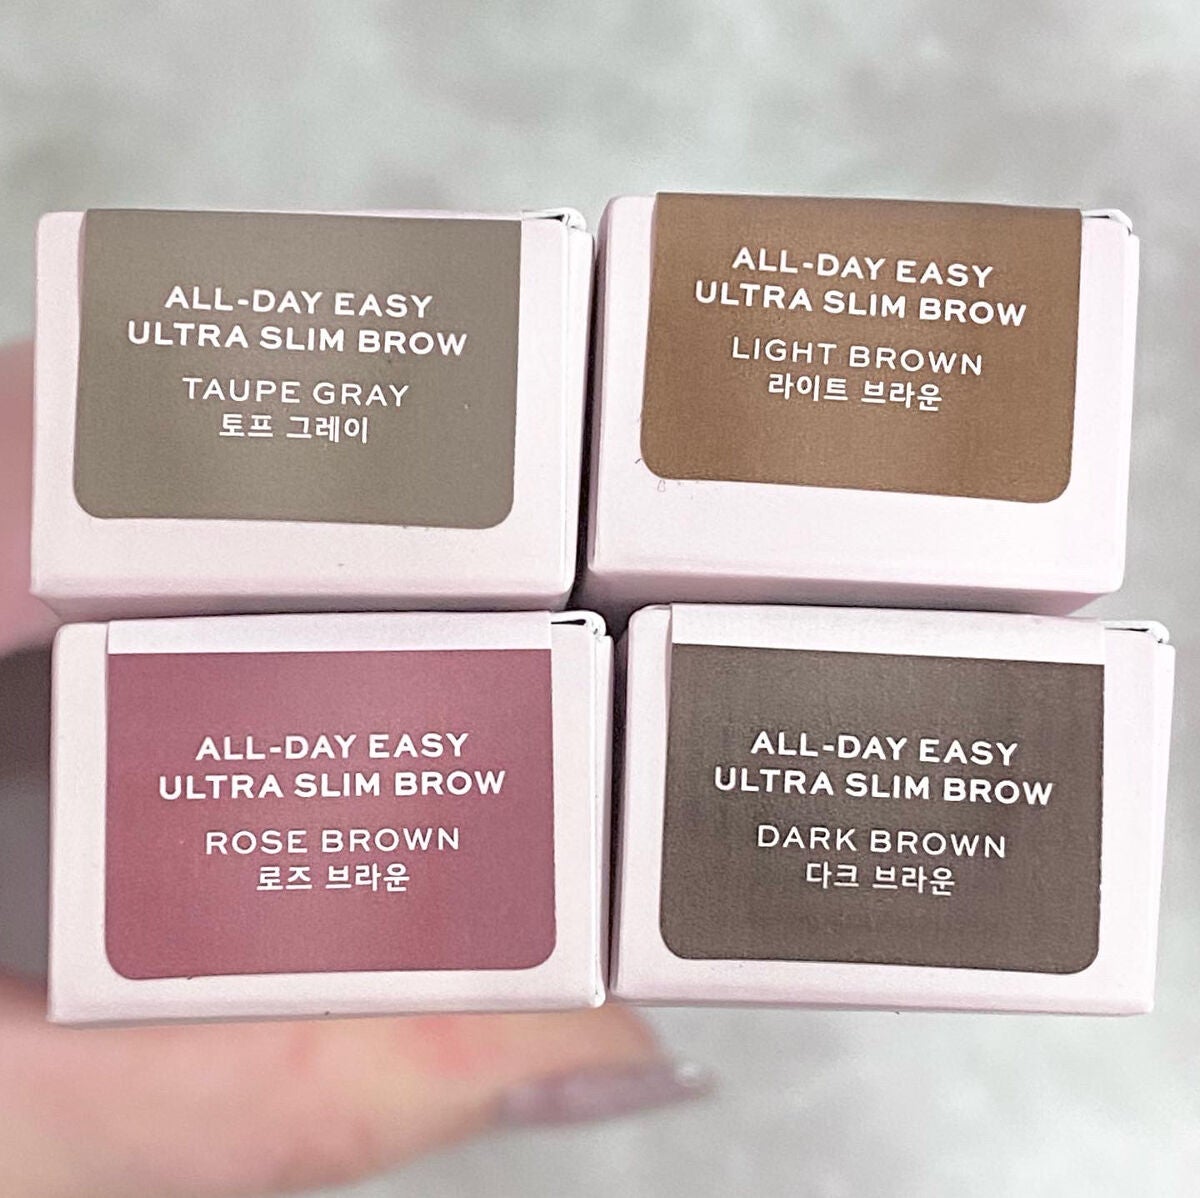 ALL-DAY EASY
ULTRA SLIM BROW
TAUPE GRAY
토프 그레이
ALL-DAY EASY
ULTRA SLIM BROW
LIGHT BROWN
라이트 브라운
ALL-DAY EASY
ULTRA SLIM BROW
ROSE BROWN
로즈 브라운
ALL-DAY EASY
ULTRA SLIM BROW
DARK BROWN
다크 브라운